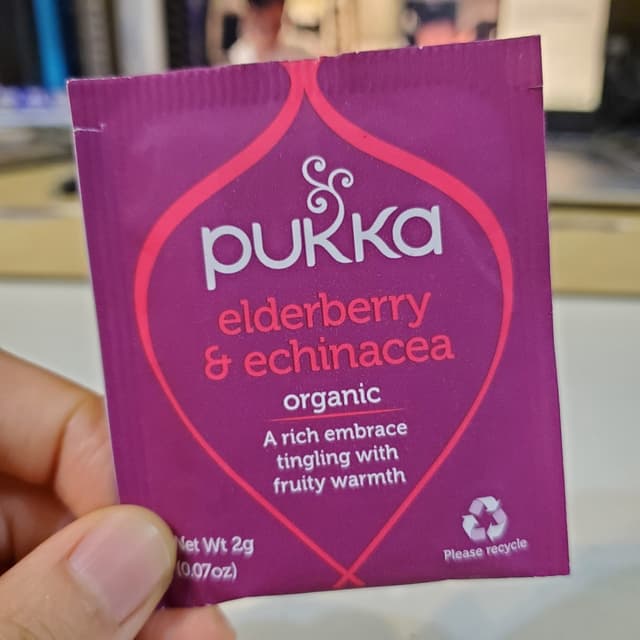 pukka
elderberry
& echinacea
organic
A rich embrace
tingling with
fruity warmth
Net Wt 2g
(0.07oz)
Please recycle